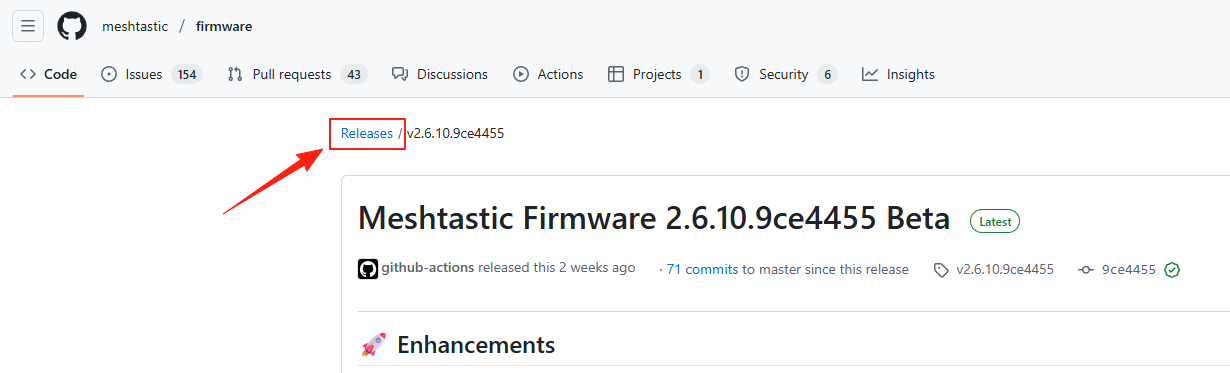 meshtastic / firmware
Code Issues 154 Pull requests 43 Discussions Actions Projects 1 Security 6 Insights
Releases / v2.6.10.9ce4455
Meshtastic Firmware 2.6.10.9ce4455 Beta Latest
github-actions released this 2 weeks ago · 71 commits to master since this release v2.6.10.9ce4455 9ce4455
🚀 Enhancements